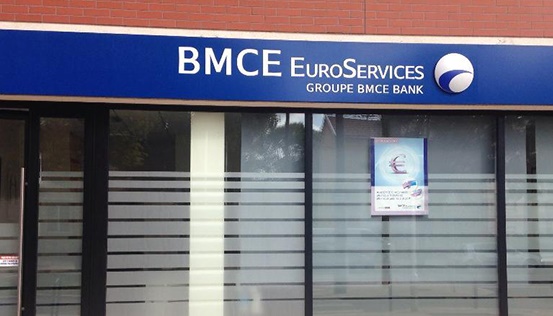 BMCE EUROSERVICES
GROUPE BMCE BANK
€